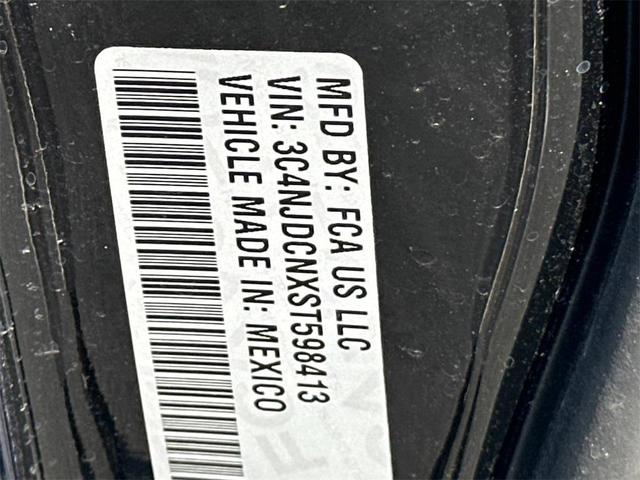 MFD BY: FCA US LLC
VIN: 3C4NJDCNXST598413
VEHICLE MADE IN: MEXICO